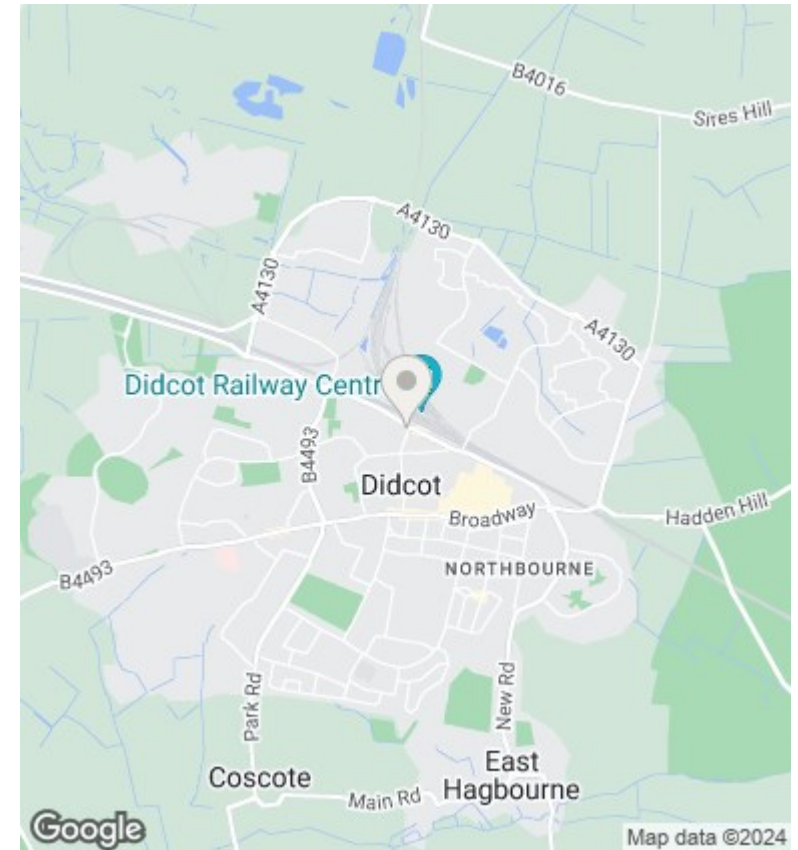 B4016
Sires Hill
A4130
A4130
A4130
Didcot Railway Centr
B4493
Didcot
Broadway
Hadden Hill
B4493
NORTHBOURNE
Park Rd
New Rd
Coscote
East
Hagbourne
Main Rd
Google
Map data ©2024